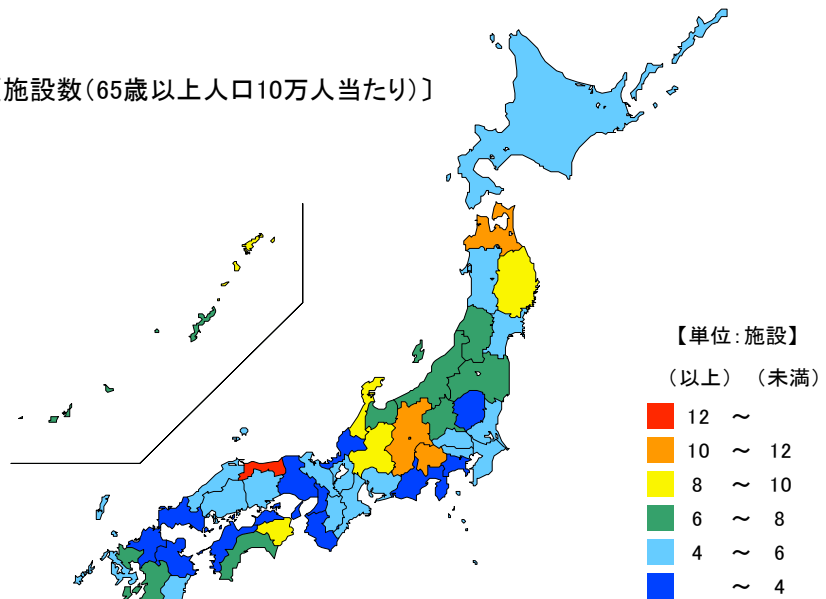 施設数(65歳以上人口10万人当たり)〕
【単位:施設】
(以上) (未満)
12 ～
10 ～ 12
8 ～ 10
6 ～ 8
4 ～ 6
～ 4